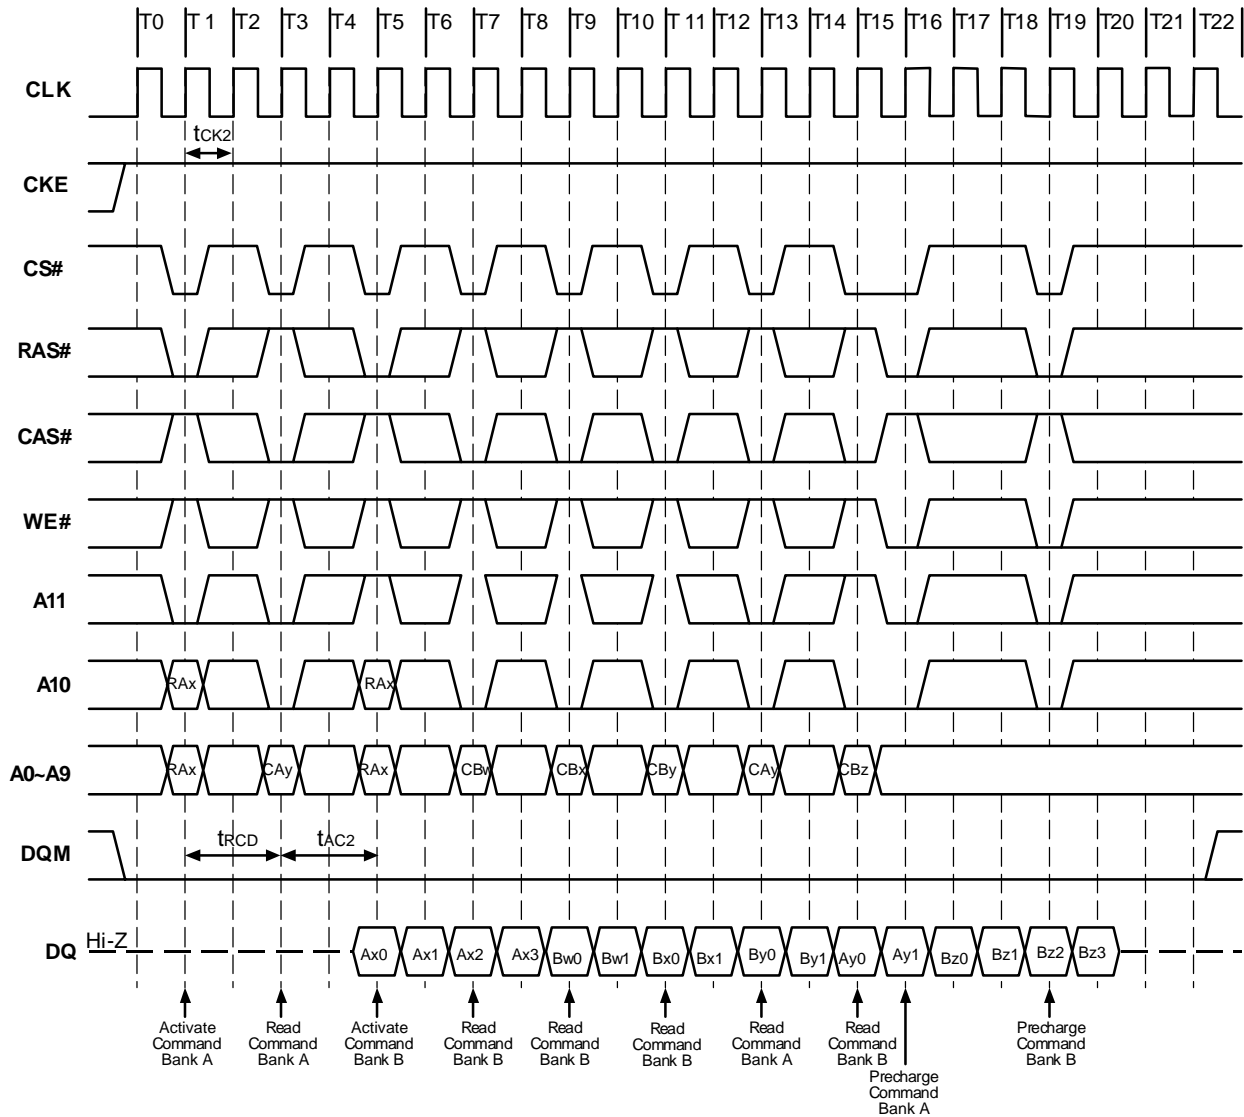 T0 T 1 T2 T3 T4 T5 T6 T7 T8 T9 T10 T 11 T12 T13 T14 T15 T16 T17 T18 T19 T20 T21 T22
CLK
tCK2
CKE
CS#
RAS#
CAS#
WE#
A11
A10 RAx RAx
A0~A9 RAx CAy RAx CBw CBx CBy CAy CBz
DQM tRCD tAC2
DQ Hi-Z Ax0 Ax1 Ax2 Ax3 Bw0 Bw1 Bx0 Bx1 By0 By1 Ay0 Ay1 Bz0 Bz1 Bz2 Bz3
Activate
Command
Bank A
Read
Command
Bank A
Activate
Command
Bank B
Read
Command
Bank B
Read
Command
Bank B
Read
Command
Bank B
Read
Command
Bank A
Read
Command
Bank B
Precharge
Command
Bank A
Precharge
Command
Bank B